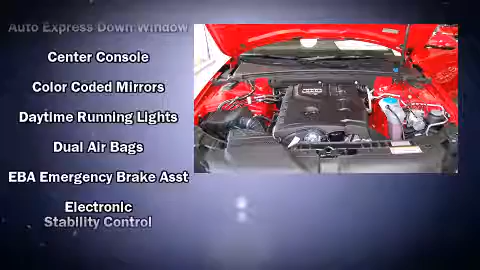 Auto Express Down Window
Center Console
Color Coded Mirrors
Daytime Running Lights
Dual Air Bags
EBA Emergency Brake Asst
Electronic
Stability Control